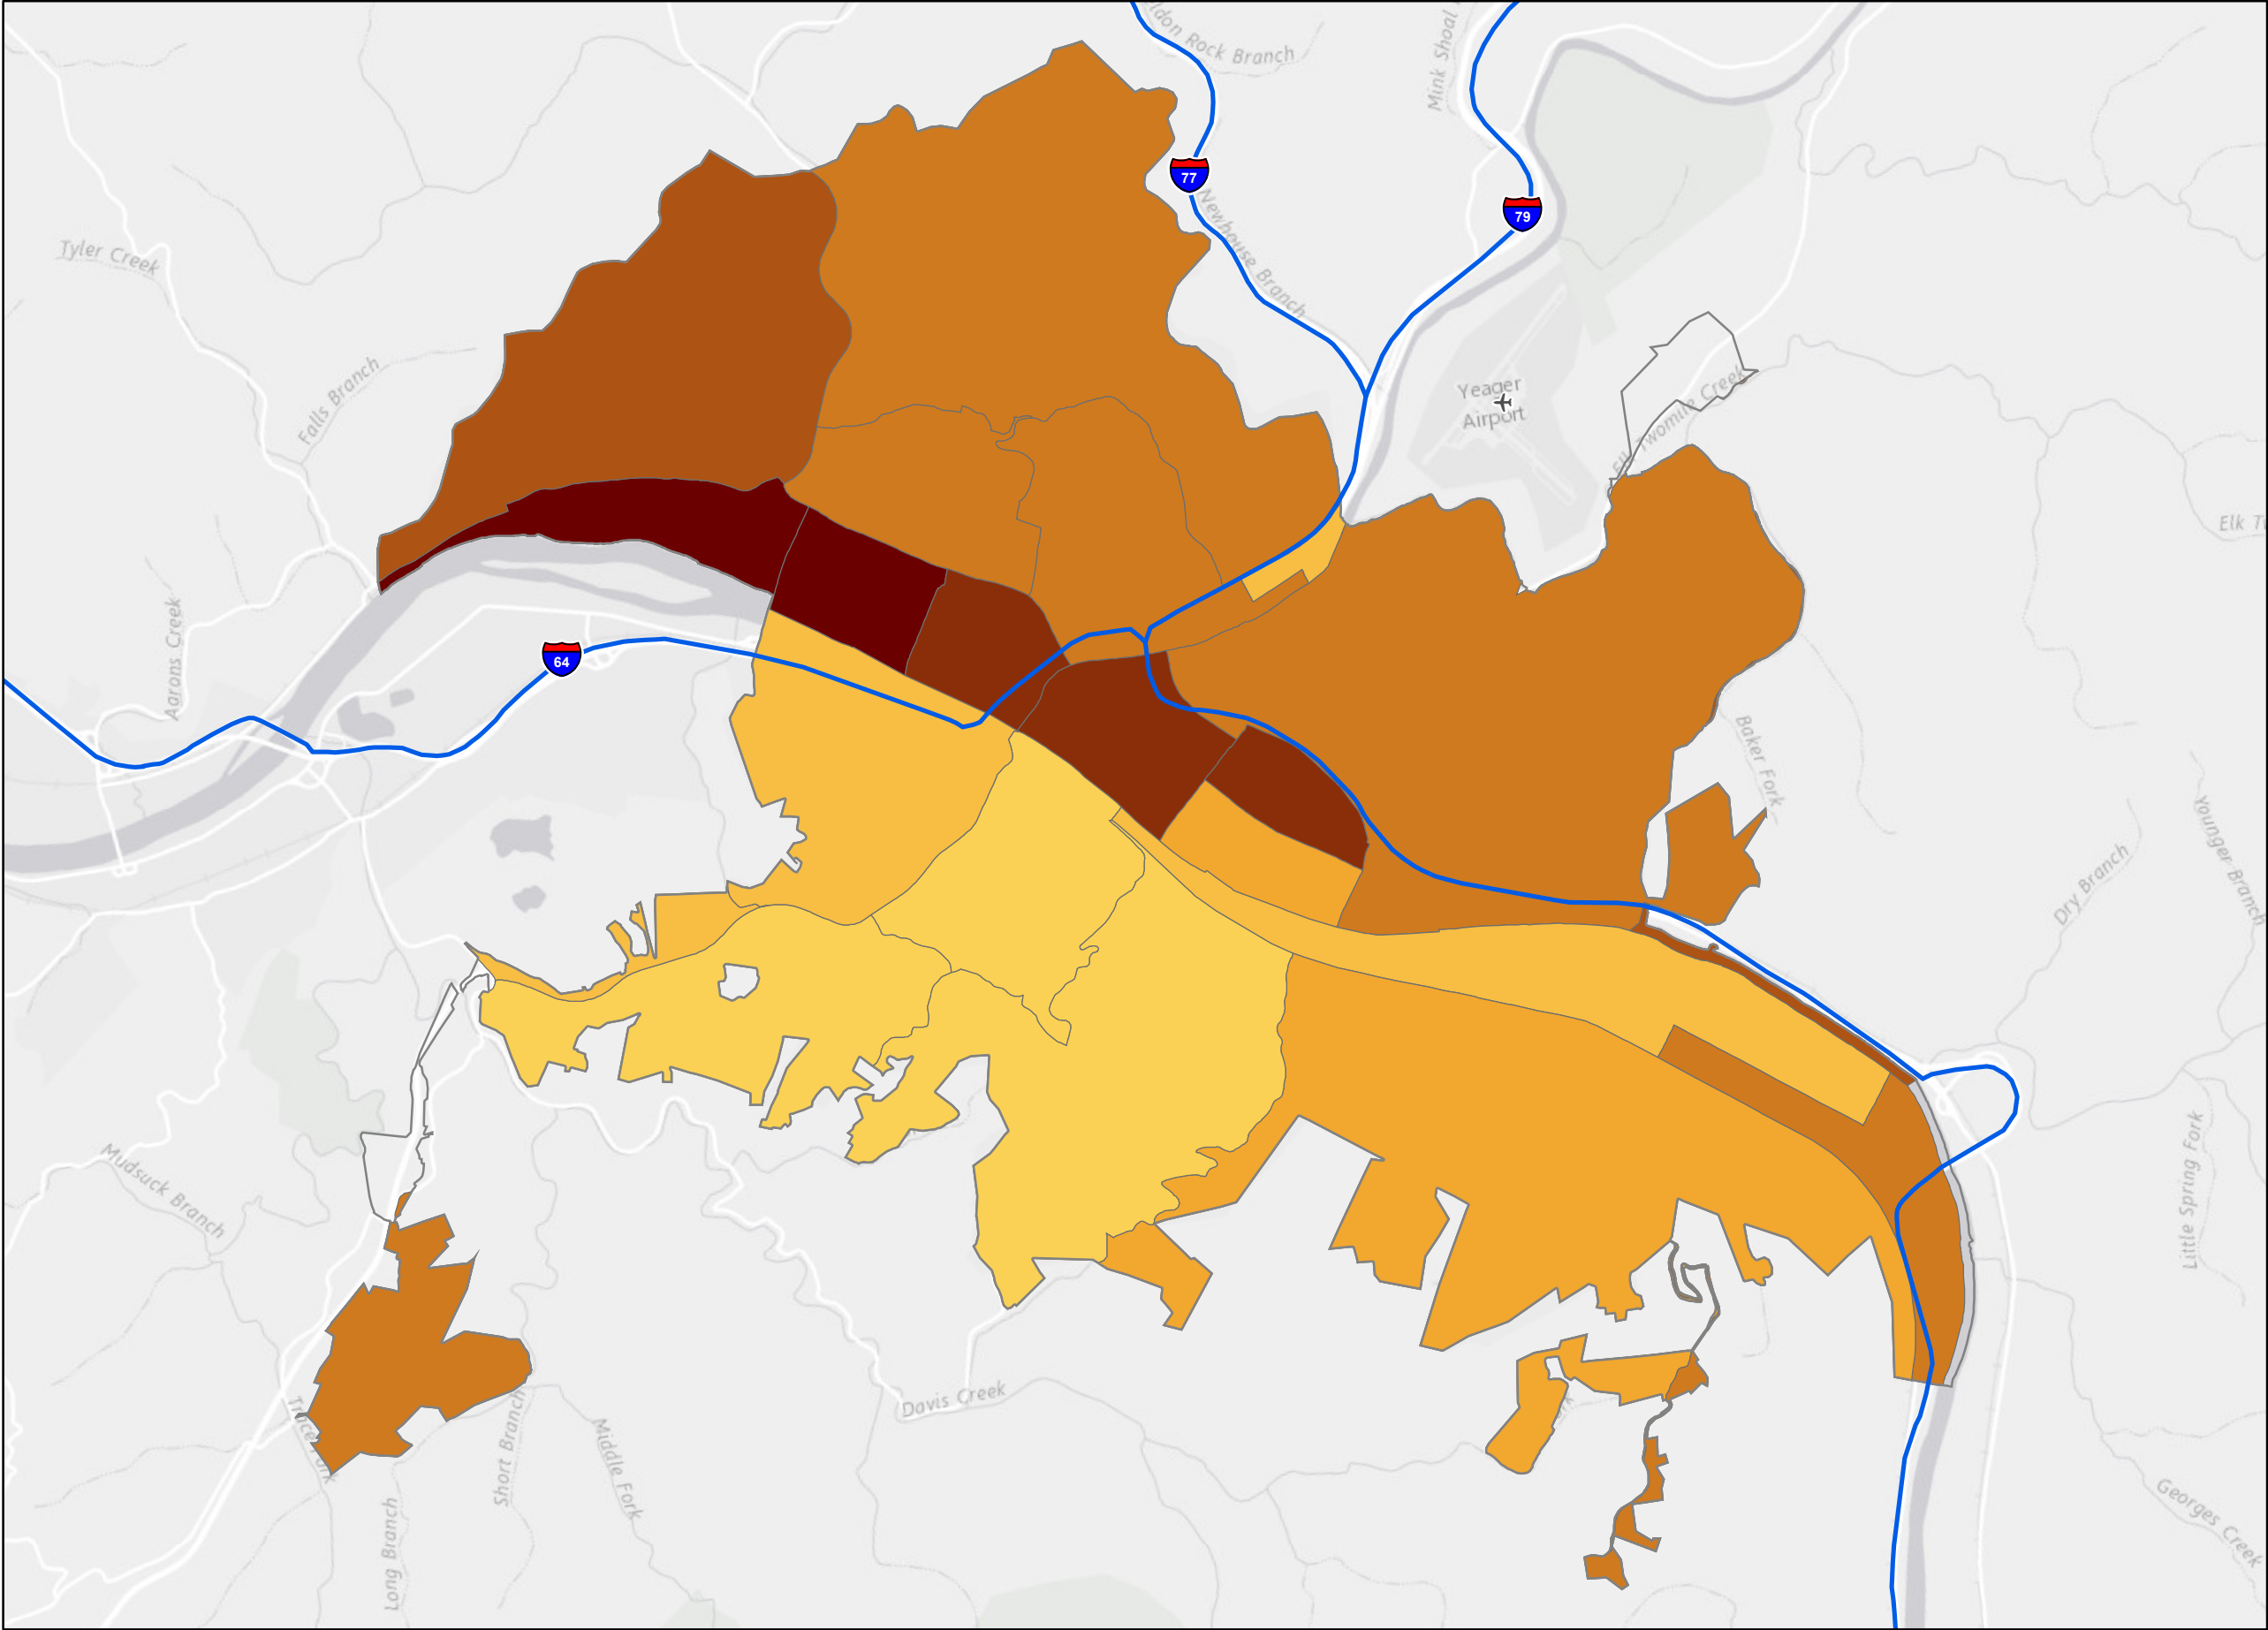 Rock Branch
Mink Shoal
77
79
Newhouse Branch
Tyler Creek
Falls Branch
Yeager
Airport
Twomile Creek
Aarons Creek
64
Baker Fork
Younger Branch
Dry Branch
Mudsuck Branch
Little Spring Fork
Davis Creek
Short Branch
Middle Fork
Long Branch
Georges Creek